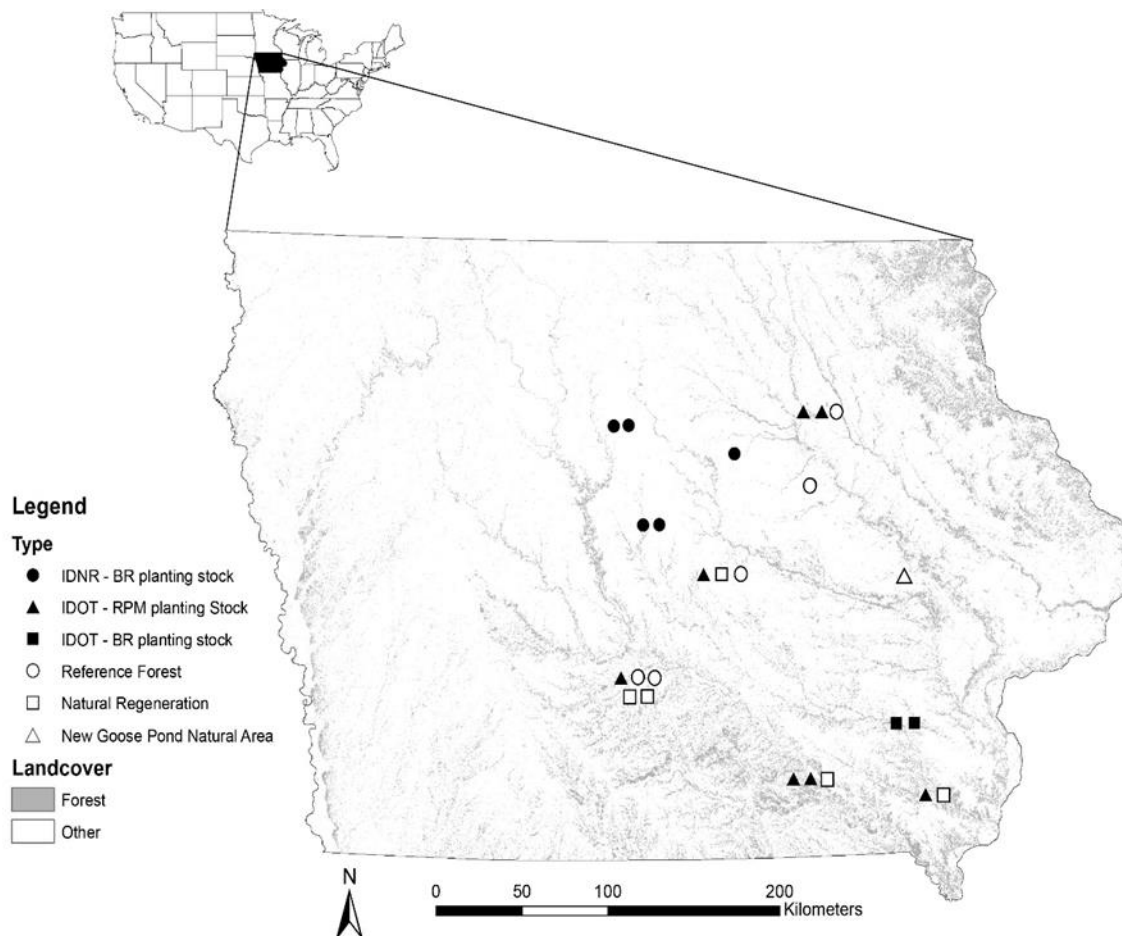 Legend
Type
IDNR - BR planting stock
IDOT - RPM planting Stock
IDOT - BR planting stock
Reference Forest
Natural Regeneration
New Goose Pond Natural Area
Landcover
Forest
Other
N
0 50 100 200
Kilometers